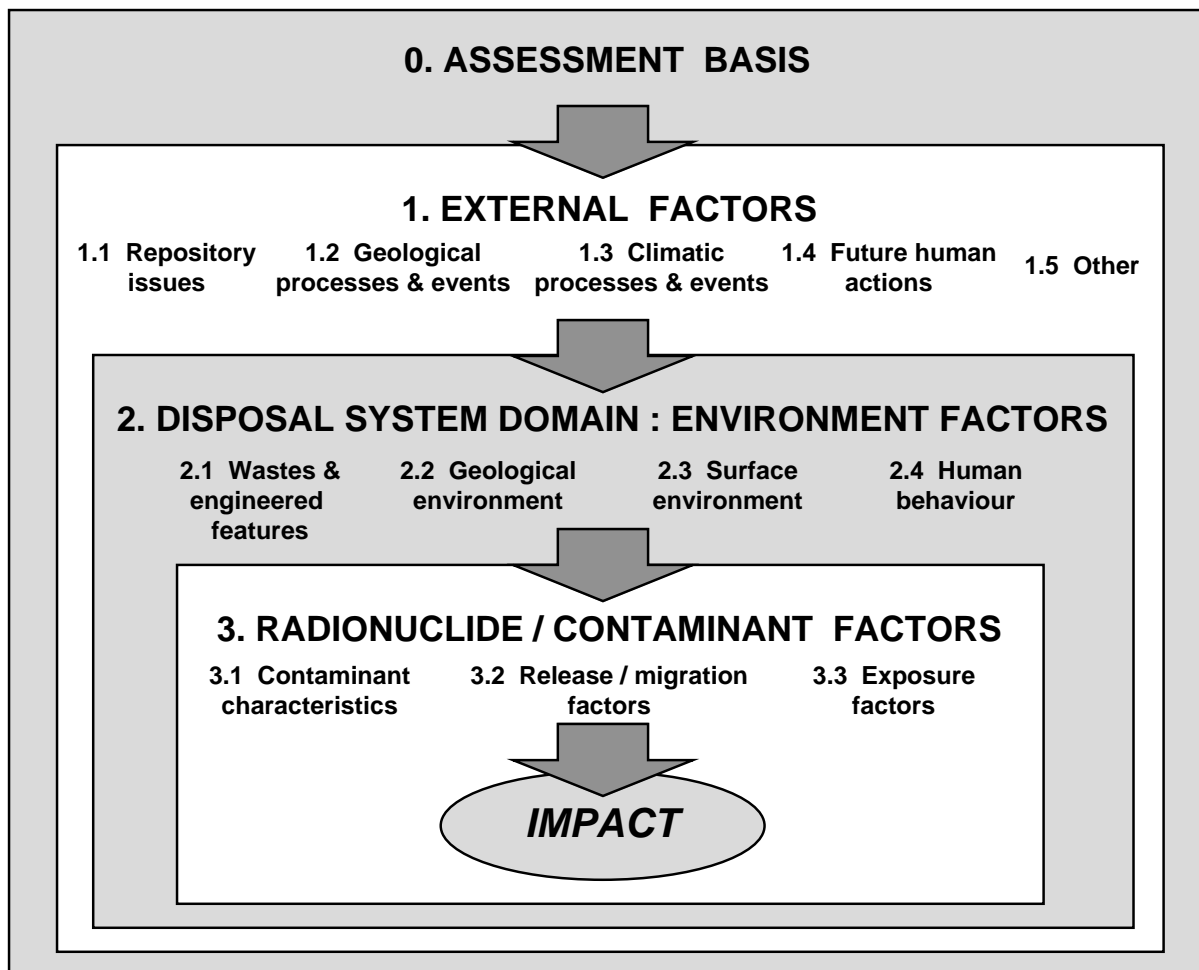 0. ASSESSMENT BASIS
1. EXTERNAL FACTORS
1.1 Repository
issues
1.2 Geological
processes & events
1.3 Climatic
processes & events
1.4 Future human
actions
1.5 Other
2. DISPOSAL SYSTEM DOMAIN : ENVIRONMENT FACTORS
2.1 Wastes &
engineered
features
2.2 Geological
environment
2.3 Surface
environment
2.4 Human
behaviour
3. RADIONUCLIDE / CONTAMINANT FACTORS
3.1 Contaminant
characteristics
3.2 Release / migration
factors
3.3 Exposure
factors
IMPACT